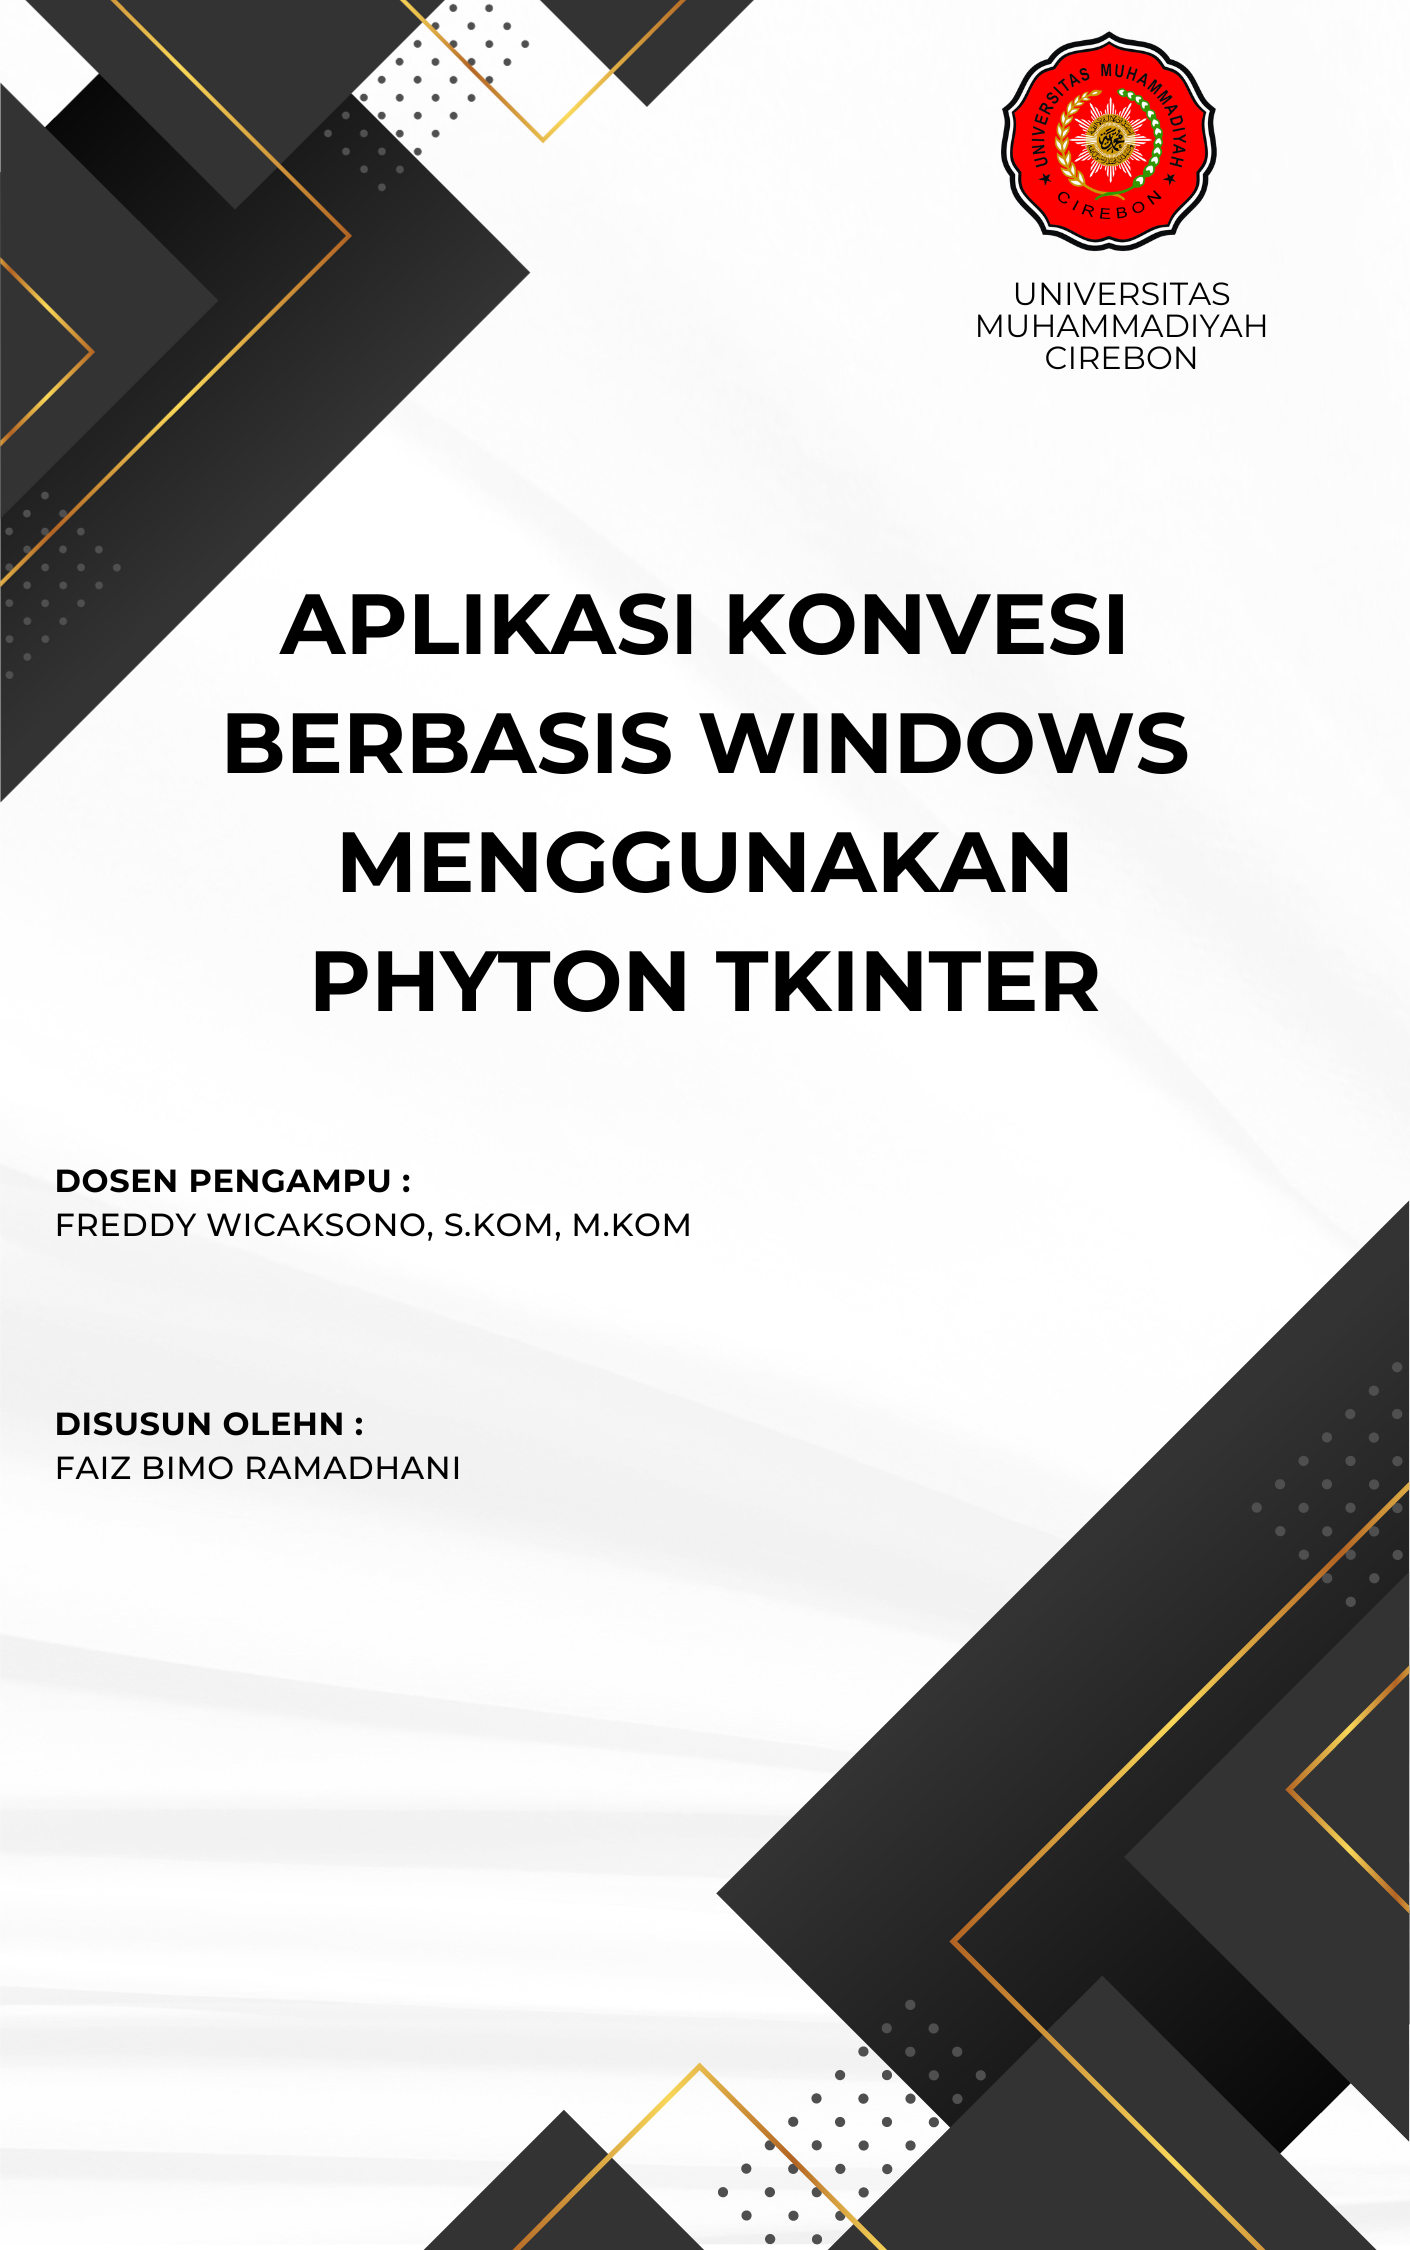 UNIVERSITAS MUHAMMADIYAH
CIREBON
UNIVERSITAS
MUHAMMADIYAH
CIREBON
APLIKASI KONVESI
BERBASIS WINDOWS
MENGGUNAKAN
PHYTON TKINTER
DOSEN PENGAMPU :
FREDDY WICAKSONO, S.KOM, M.KOM
DISUSUN OLEHN :
FAIZ BIMO RAMADHANI